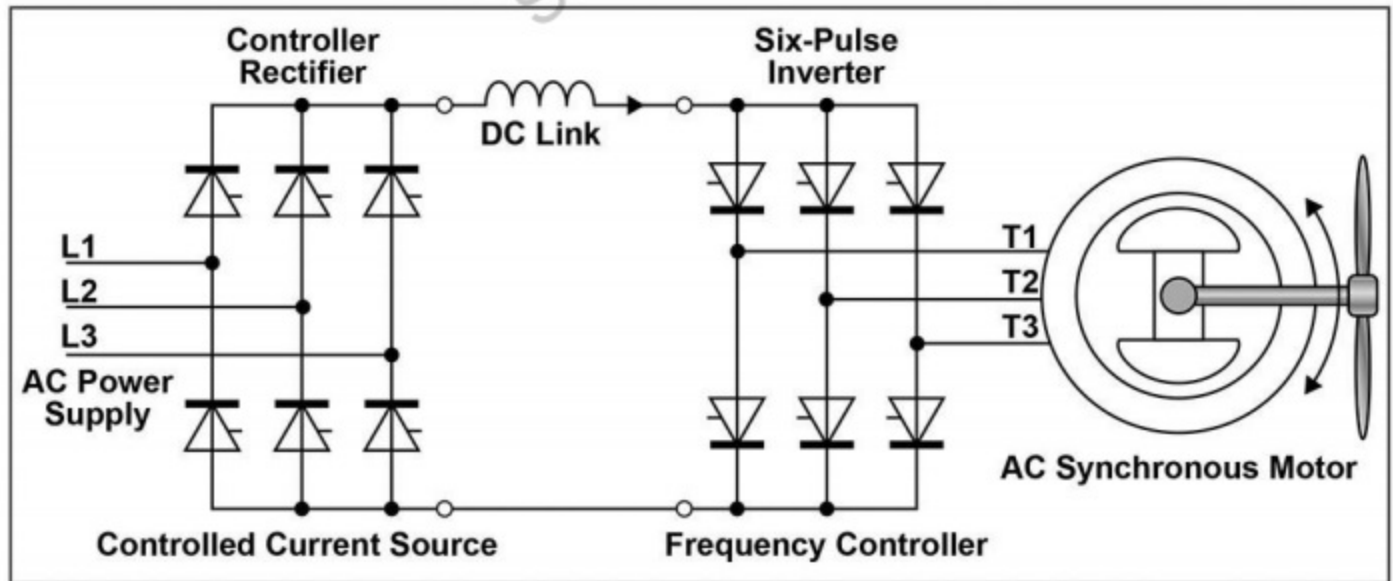 Controller
Rectifier
Six-Pulse
Inverter
DC Link
L1
L2
L3
AC Power
Supply
T1
T2
T3
AC Synchronous Motor
Controlled Current Source
Frequency Controller